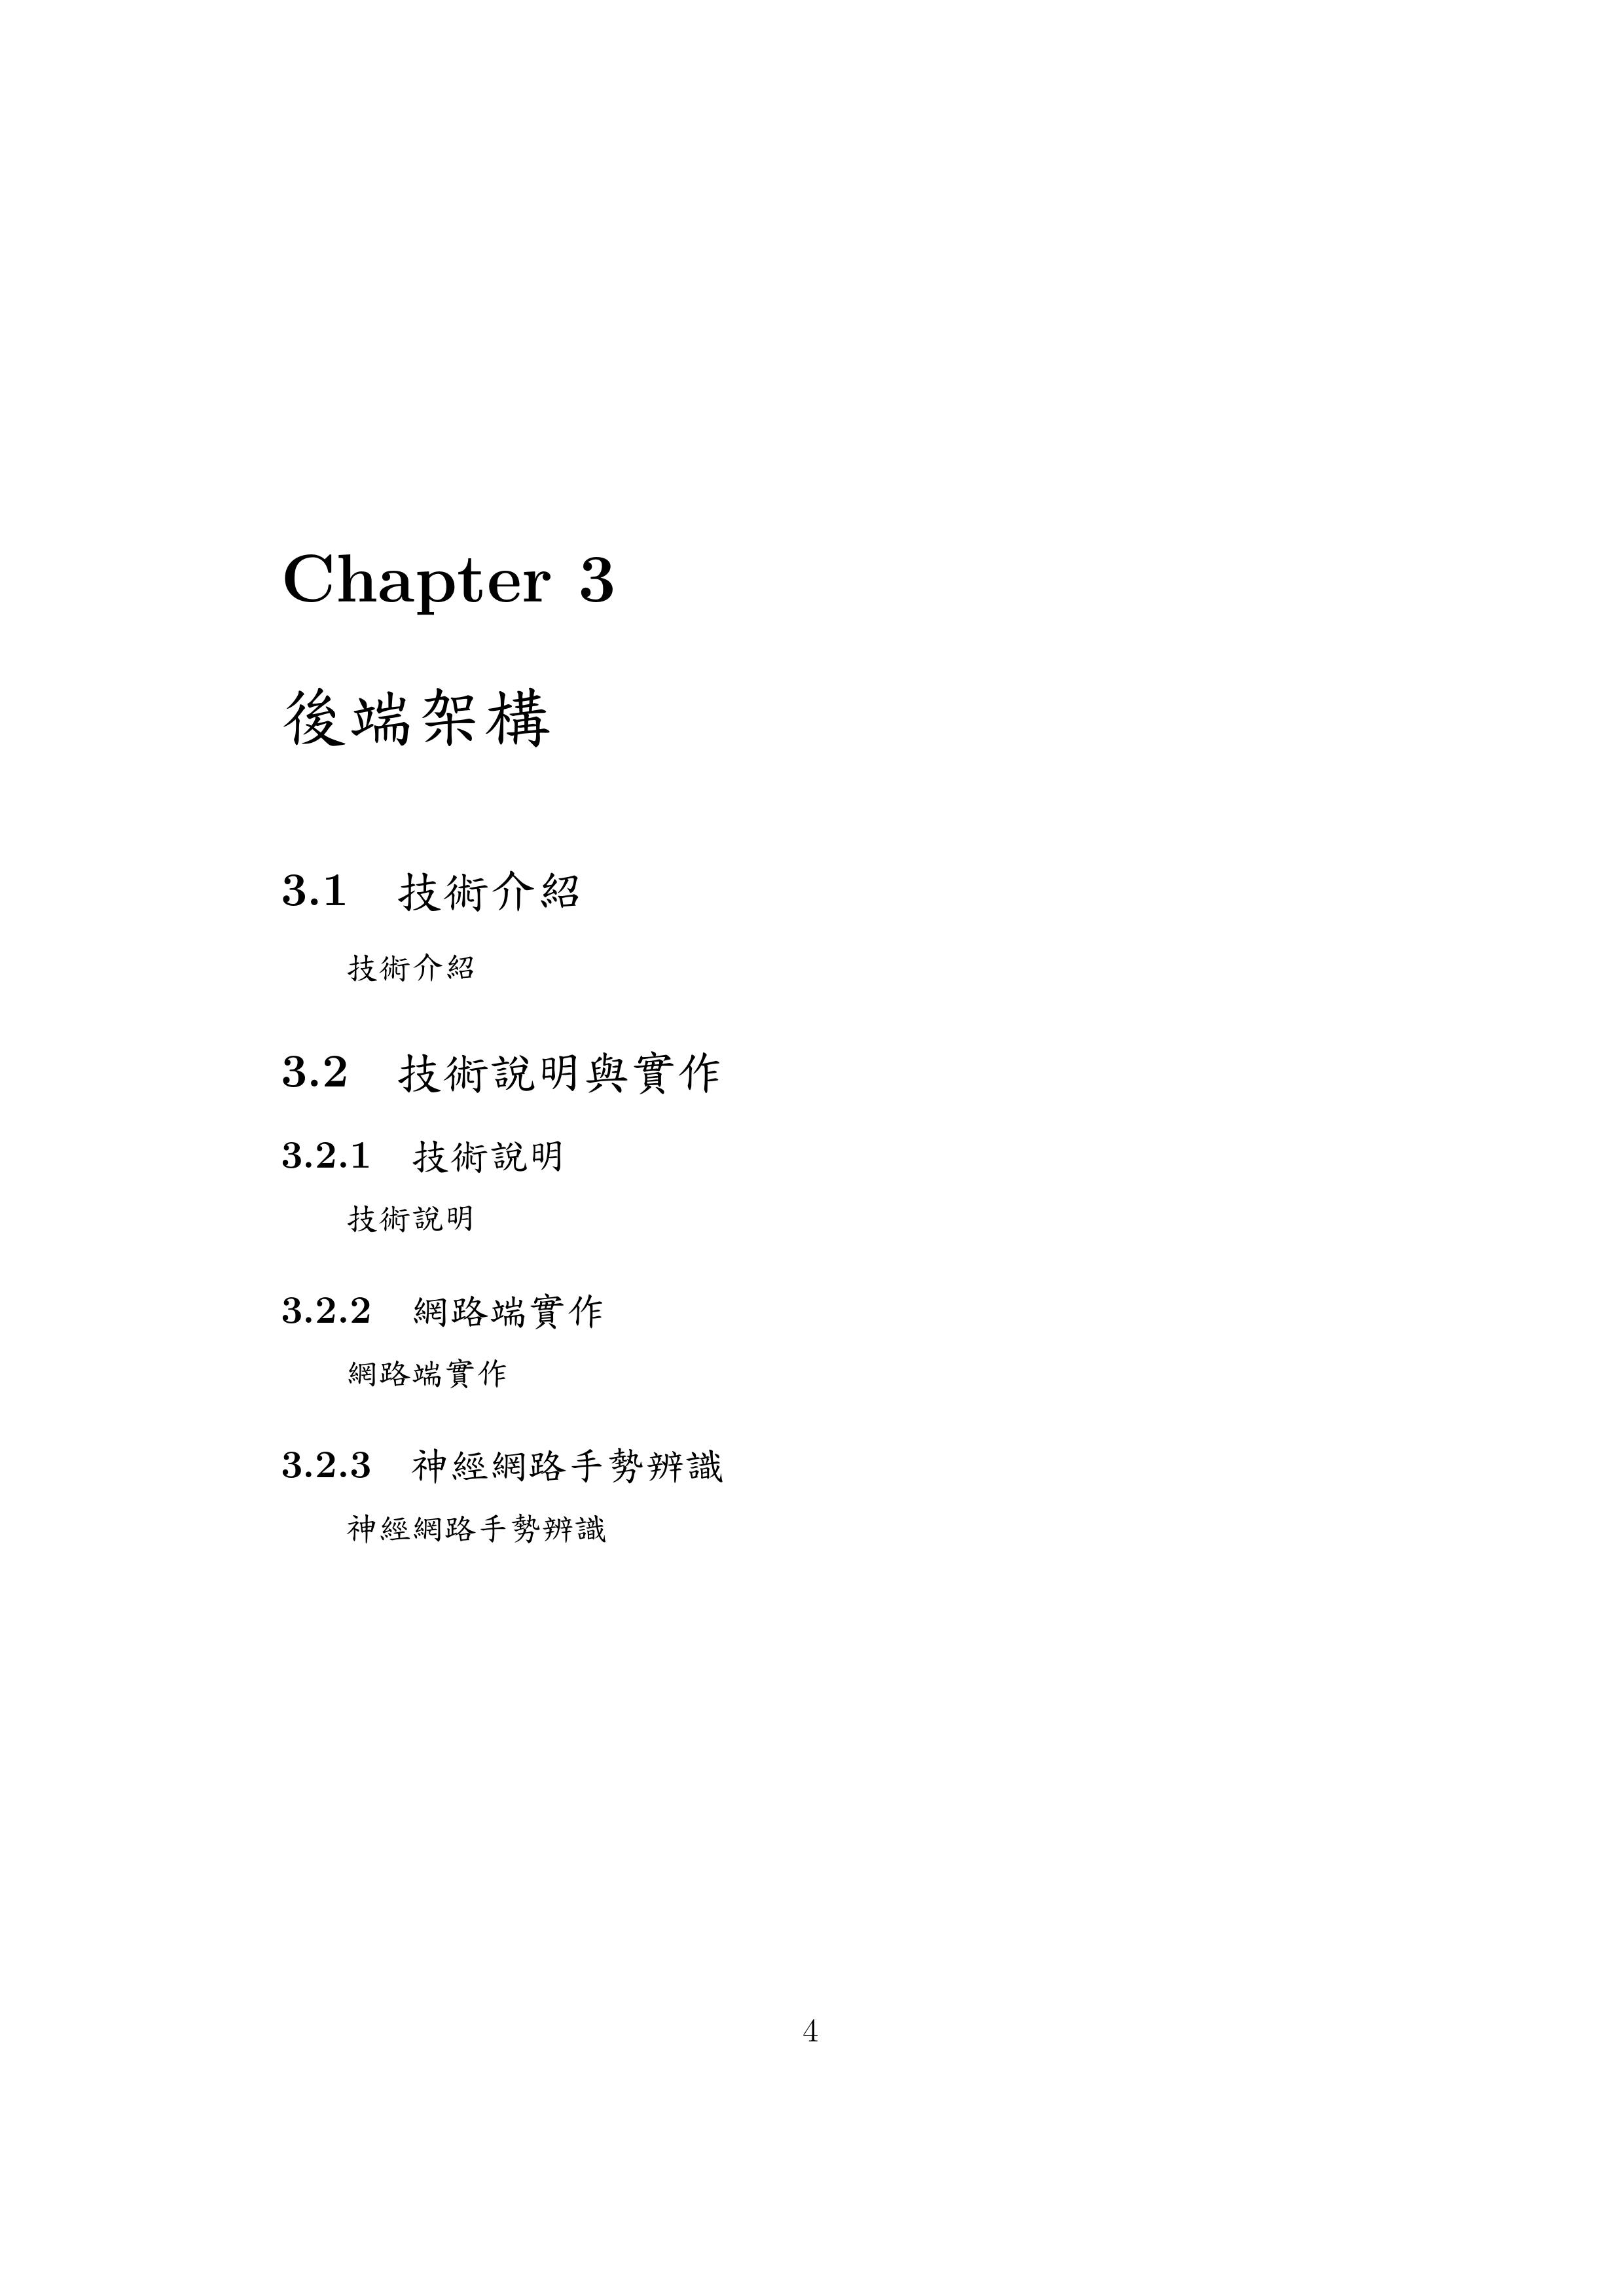 Chapter 3
後端架構
3.1 技術介紹
技術介紹
3.2 技術說明與實作
3.2.1 技術說明
技術說明
3.2.2 網路端實作
網路端實作
3.2.3 神經網路手勢辨識
神經網路手勢辨識
4